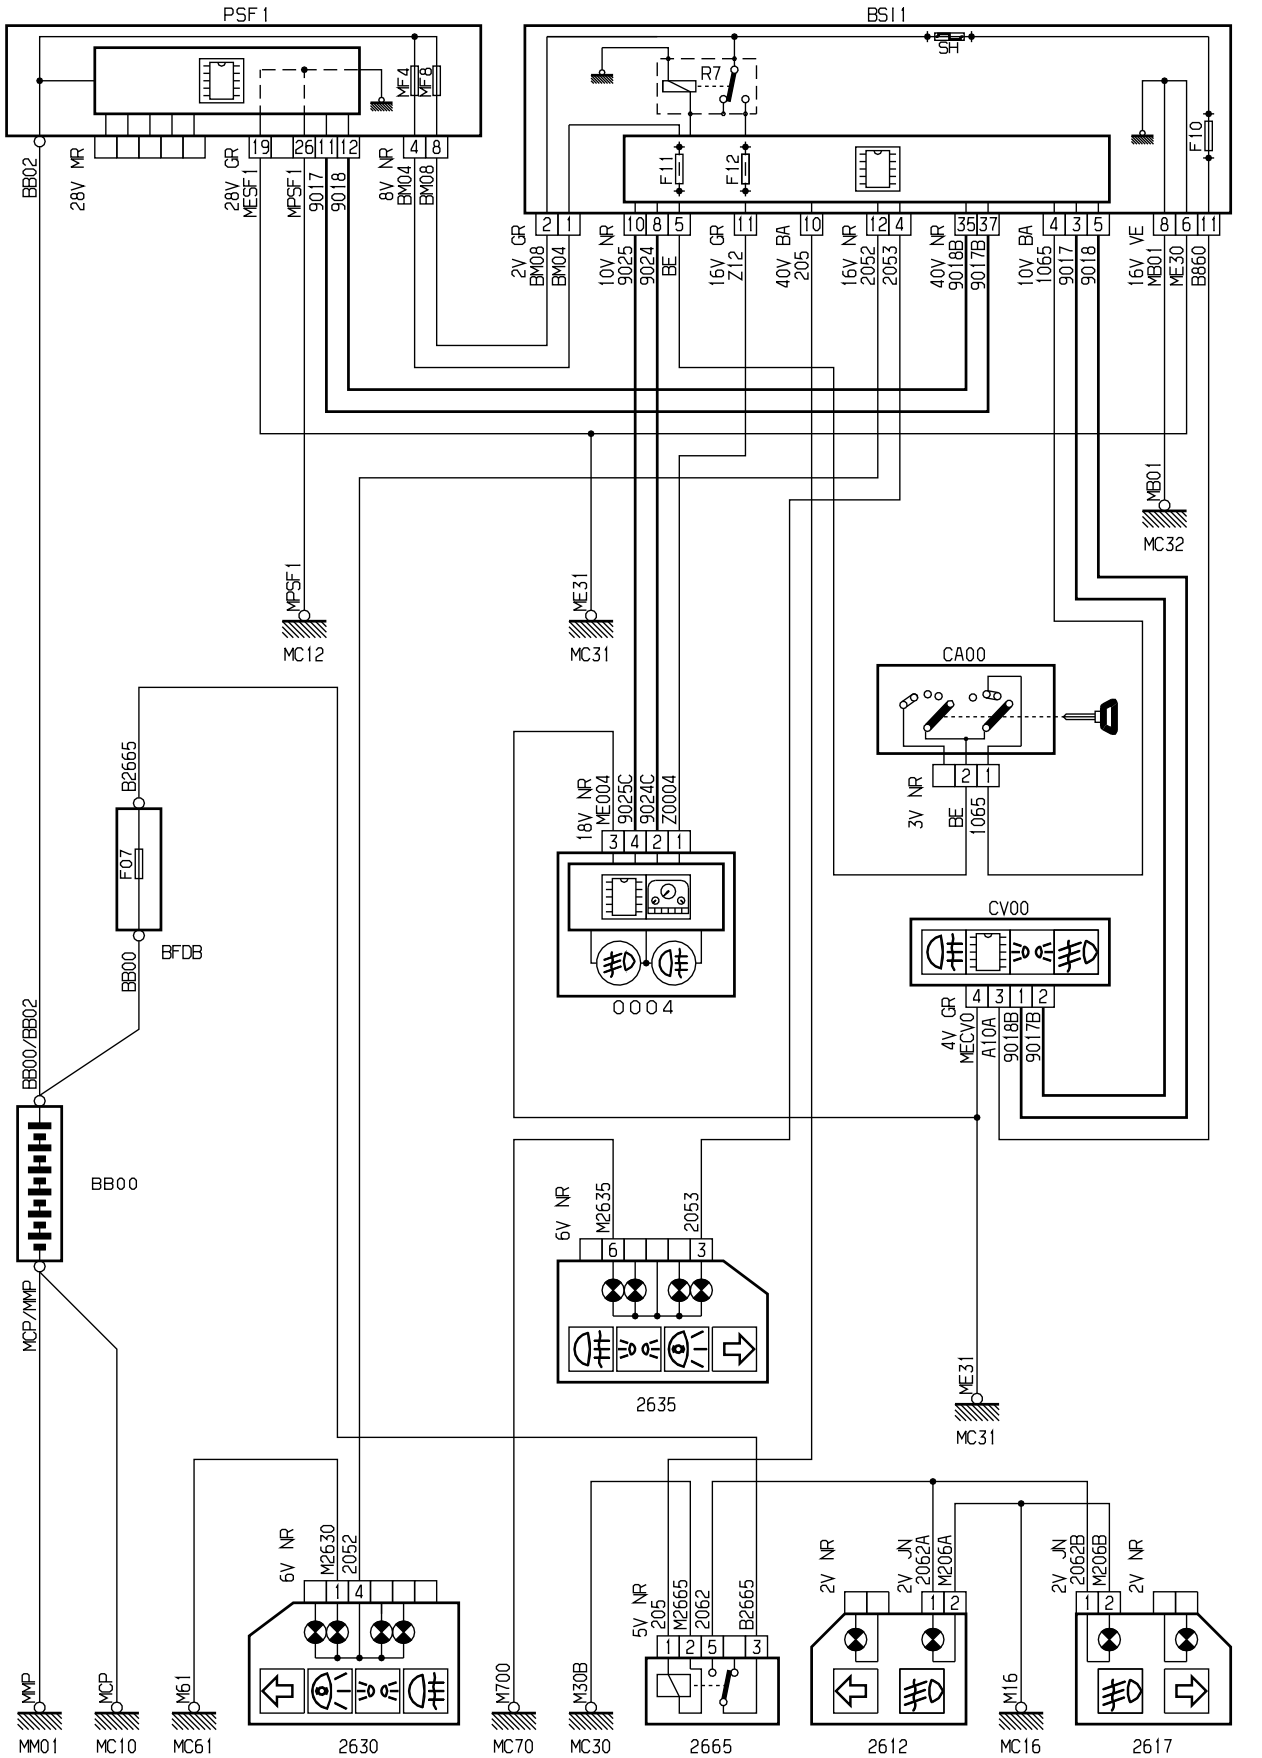 PSF1
BSI1
SH
R7
MF4
MF8
F10
F11
F12
19
26
11
12
4
8
2
1
10
8
5
11
10
12
4
35
37
4
3
5
8
6
11
BB02
28V MR
28V GR
MESF1
MPSF1
9017
9018
8V NR
BM04
BM08
2V GR
BM08
BM04
10V NR
9025
9024
BE
16V GR
Z12
40V BA
205
16V NR
2052
2053
40V NR
9018B
9017B
10V BA
1065
9017
9018
16V VE
MB01
ME30
B860
MB01
MC32
MPSF1
MC12
ME31
MC31
CA00
2
1
3V NR
BE
1065
B2665
F07
BFDB
BB00
18V NR
ME004
9025C
9024C
Z0004
3
4
2
1
0004
CV00
4
3
1
2
4V GR
MECV0
A10A
9018B
9017B
BB00/BB02
BB00
MCP/MMP
6V NR
M2635
2053
6
3
2635
ME31
MC31
6V NR
M2630
2052
1
4
5V NR
205
M2665
2062
B2665
1
2
5
3
2V NR
2V JN
2062A
M206A
1
2
2V JN
2062B
M206B
2V NR
1
2
MMP
MCP
M61
M700
M30B
M16
MM01
MC10
MC61
2630
MC70
MC30
2665
2612
MC16
2617